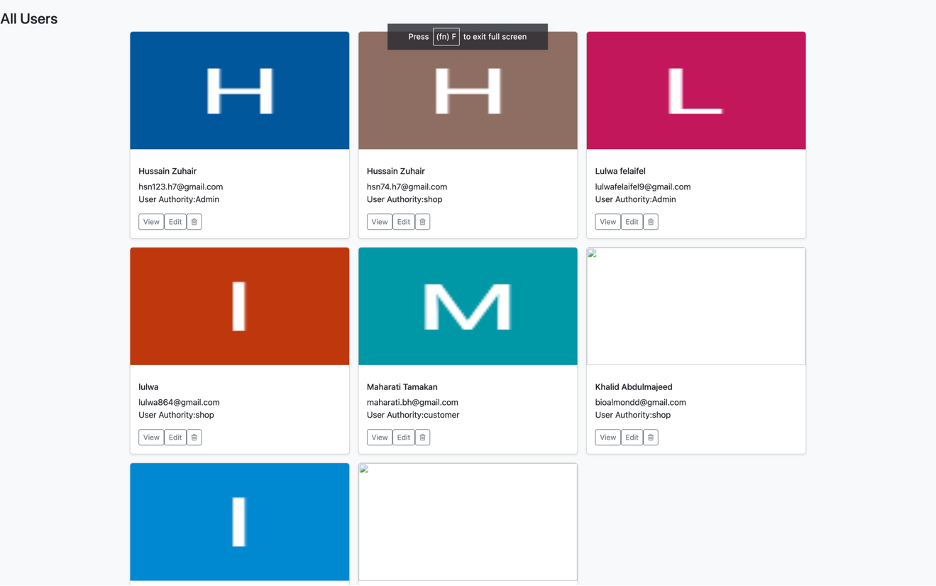 All Users
Press (fn) F to exit full screen
H
H
L
Hussain Zuhair
hsn123.h7@gmail.com
User Authority:Admin
View Edit
Hussain Zuhair
hsn74.h7@gmail.com
User Authority:shop
View Edit
Lulwa felaifel
lulwafelaifel9@gmail.com
User Authority:Admin
View Edit
l
M
lulwa
lulwa864@gmail.com
User Authority:shop
View Edit
Maharati Tamakan
maharati.bh@gmail.com
User Authority:customer
View Edit
Khalid Abdulmajeed
bioalmondd@gmail.com
User Authority:shop
View Edit
l